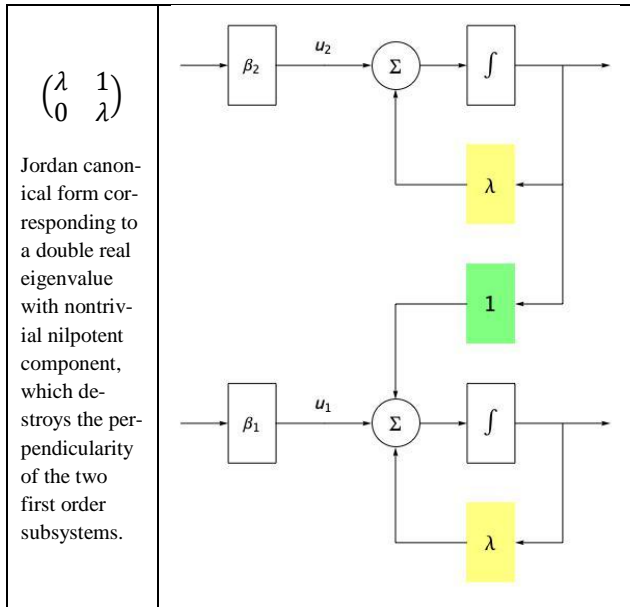 (λ 1
0 λ)
Jordan canon-
ical form cor-
responding to
a double real
eigenvalue
with nontriv-
ial nilpotent
component,
which de-
stroys the per-
pendicularity
of the two
first order
subsystems.
β₂ u₂ Σ ∫
λ
1
β₁ u₁ Σ ∫
λ